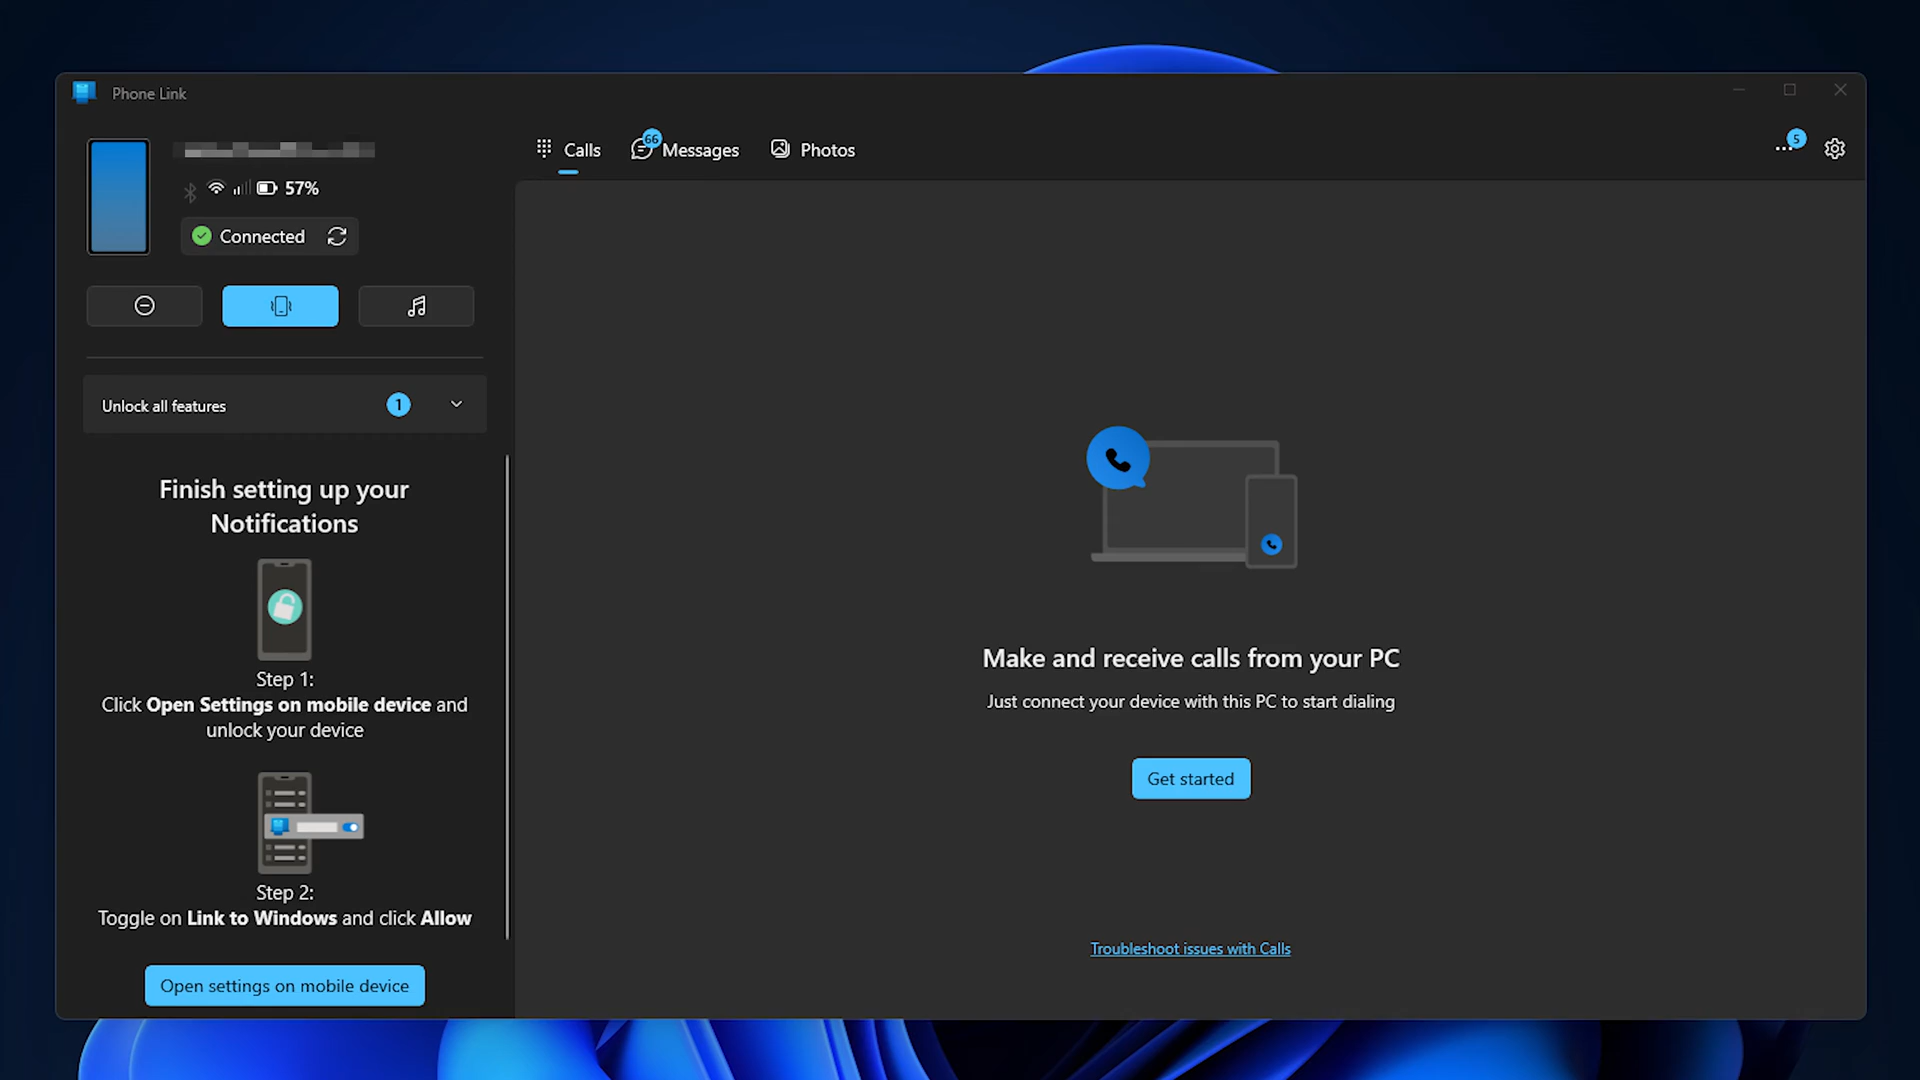 Phone Link
57%
Connected
Unlock all features
1
Finish setting up your
Notifications
Step 1:
Click Open Settings on mobile device and
unlock your device
Step 2:
Toggle on Link to Windows and click Allow
Open settings on mobile device
Calls
66
Messages
Photos
5
Make and receive calls from your PC
Just connect your device with this PC to start dialing
Get started
Troubleshoot issues with Calls